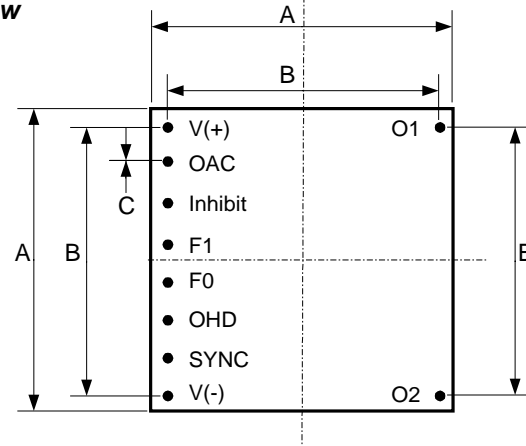 w
A
B
V(+) O1
OAC
C
Inhibit
A B F1 B
F0
OHD
SYNC
V(-) O2